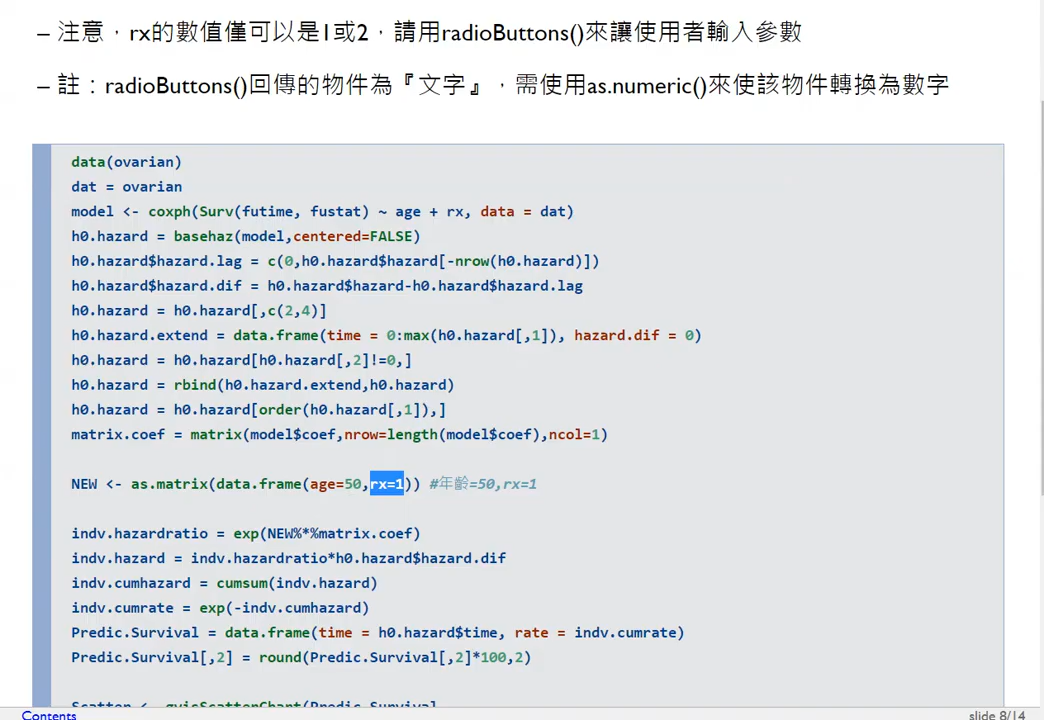 – 注意，rx的數值僅可以是1或2，請用radioButtons()來讓使用者輸入參數
– 註：radioButtons()回傳的物件為『文字』，需使用as.numeric()來使該物件轉換為數字
data(ovarian)
dat = ovarian
model <- coxph(Surv(futime, fustat) ~ age + rx, data = dat)
h0.hazard = basehaz(model,centered=FALSE)
h0.hazard$hazard.lag = c(0,h0.hazard$hazard[-nrow(h0.hazard)])
h0.hazard$hazard.dif = h0.hazard$hazard-h0.hazard$hazard.lag
h0.hazard = h0.hazard[,c(2,4)]
h0.hazard.extend = data.frame(time = 0:max(h0.hazard[,1]), hazard.dif = 0)
h0.hazard = h0.hazard[h0.hazard[,2]!=0,]
h0.hazard = rbind(h0.hazard.extend,h0.hazard)
h0.hazard = h0.hazard[order(h0.hazard[,1]),]
matrix.coef = matrix(model$coef,nrow=length(model$coef),ncol=1)
NEW <- as.matrix(data.frame(age=50,rx=1)) #年齡=50,rx=1
indv.hazardratio = exp(NEW%*%matrix.coef)
indv.hazard = indv.hazardratio*h0.hazard$hazard.dif
indv.cumhazard = cumsum(indv.hazard)
indv.cumrate = exp(-indv.cumhazard)
Predic.Survival = data.frame(time = h0.hazard$time, rate = indv.cumrate)
Predic.Survival[,2] = round(Predic.Survival[,2]*100,2)
Scatter <- gvisScatterChart(Predic.Survival,
Contents
slide 8/14